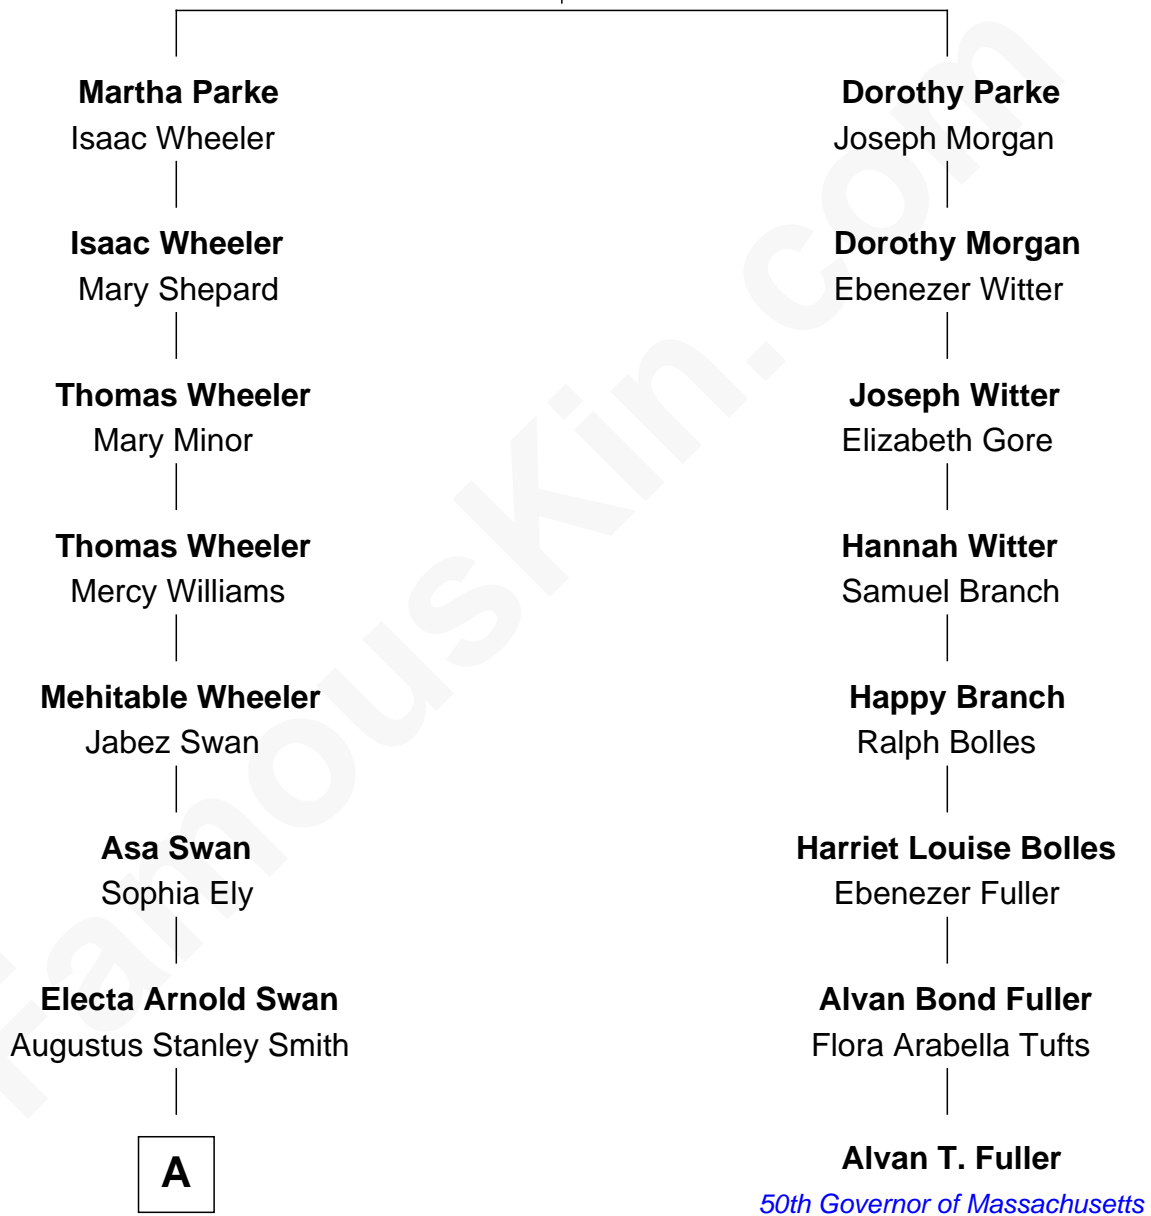 Martha Parke
Isaac Wheeler
Dorothy Parke
Joseph Morgan
Isaac Wheeler
Mary Shepard
Dorothy Morgan
Ebenezer Witter
Thomas Wheeler
Mary Minor
Joseph Witter
Elizabeth Gore
Thomas Wheeler
Mercy Williams
Hannah Witter
Samuel Branch
Mehitable Wheeler
Jabez Swan
Happy Branch
Ralph Bolles
Asa Swan
Sophia Ely
Harriet Louise Bolles
Ebenezer Fuller
Electa Arnold Swan
Augustus Stanley Smith
Alvan Bond Fuller
Flora Arabella Tufts
A
Alvan T. Fuller
50th Governor of Massachusetts
FamousKin.com